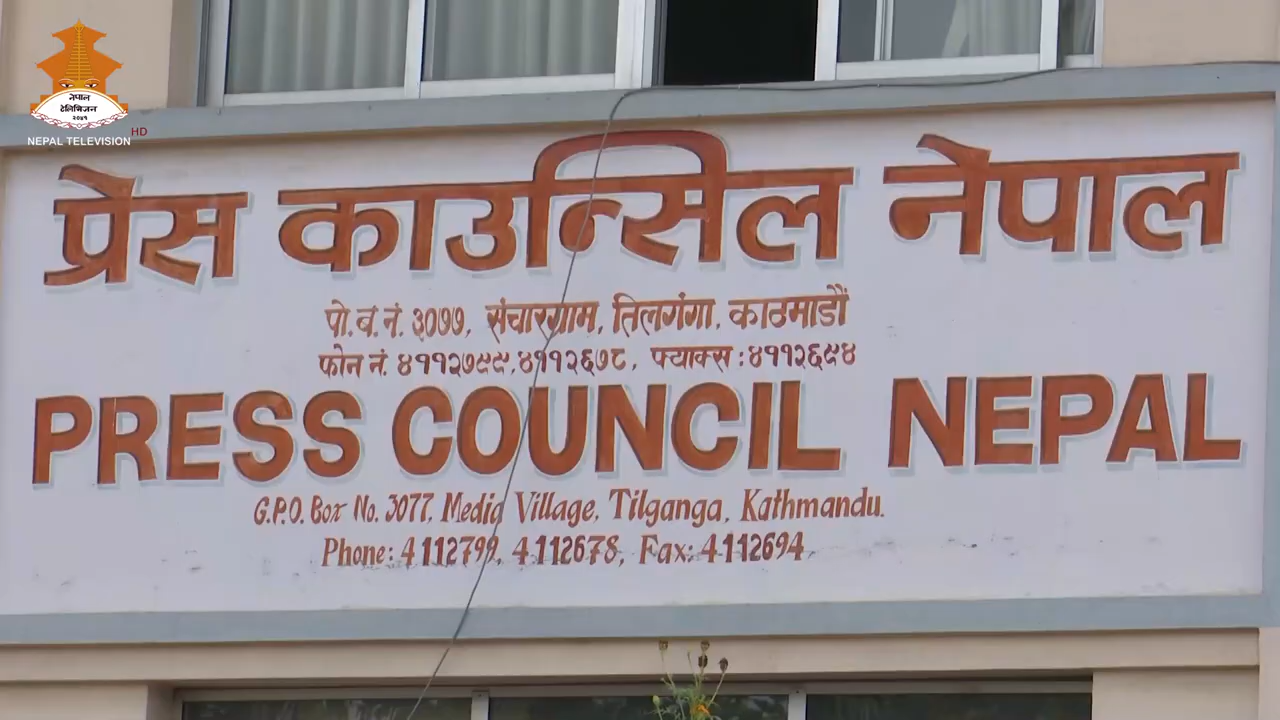 नेपाल
टेलिभिजन
२०४१
NEPAL TELEVISION HD
प्रेस काउन्सिल नेपाल
पो.ब.नं. ३०७७, संचारग्राम, तिलगंगा, काठमाडौं
फोन नं. ४११२७९९,४११२६७८, फ्याक्स : ४११२६९४
PRESS COUNCIL NEPAL
G.P.O. Box No. 3077, Media Village, Tilganga, Kathmandu.
Phone: 4112799, 4112678, Fax: 4112694